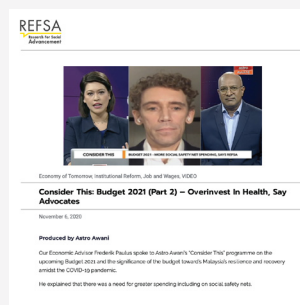 REFSA
Research for Social
Advancement
CONSIDER THIS
BUDGET 2021 - MORE SOCIAL SAFETY NET SPENDING, SAYS REFSA
Economy of Tomorrow, Institutional Reform, Job and Wages, VIDEO
Consider This: Budget 2021 (Part 2) – Overinvest In Health, Say
Advocates
November 6, 2020
Produced by Astro Awani
Our Economic Advisor Frederik Paulus spoke to Astro Awani's "Consider This" programme on the
upcoming Budget 2021 and the significance of the budget towards Malaysia's resilience and recovery
amidst the COVID-19 pandemic.
He explained that there was a need for greater spending including on social safety nets.